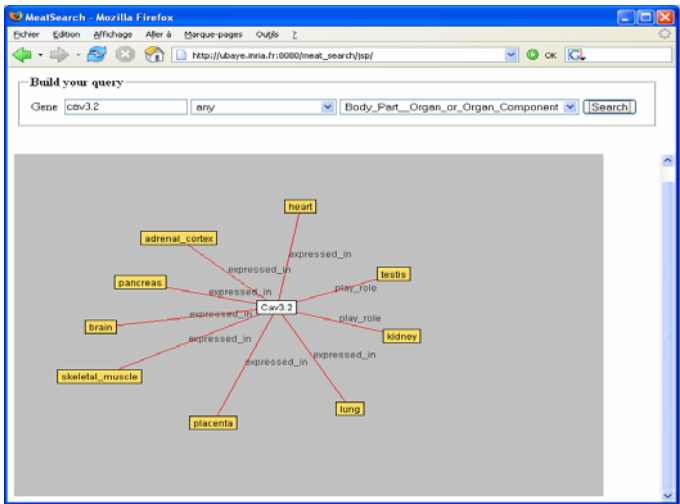 MeatSearch - Mozilla Firefox
Fichier Edition Affichage Aller à Marque-pages Outils ?
http://ubaye.inria.fr:8080/meat_search/jsp/ OK G
Build your query
Gene cav3.2 any Body_Part__Organ_or_Organ_Component Search
heart
adrenal_cortex
expressed_in
expressed_in
testis
pancreas
expressed_in
play_role
Cav3.2
expressed_in
play_role
brain
expressed_in
kidney
expressed_in
expressed_in
skeletal_muscle
lung
placenta